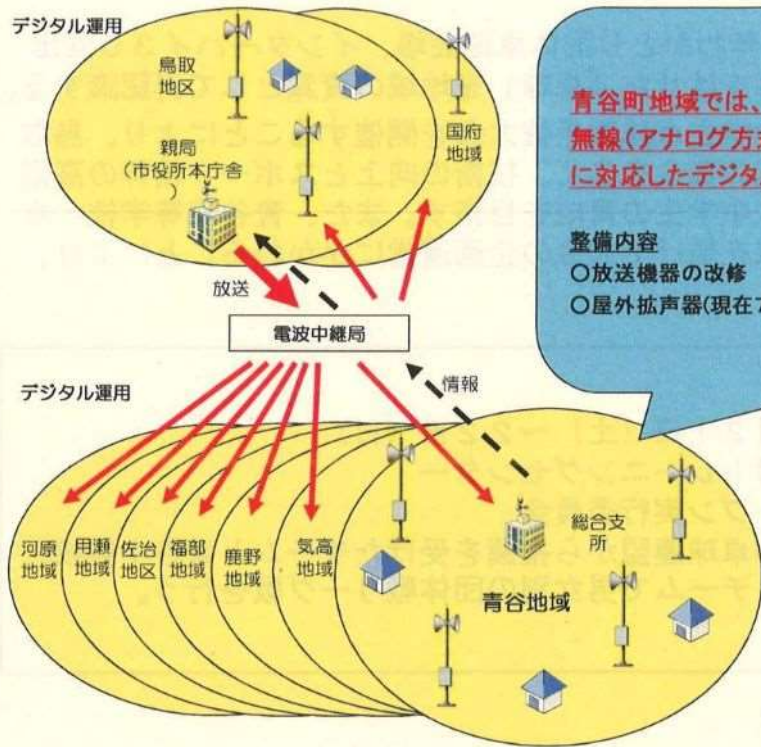 デジタル運用
鳥取
地区
国府
地域
親局
(市役所本庁舎
)
放送
電波中継局
青谷町地域では、
無線(アナログ方式
に対応したデジタル
整備内容
○放送機器の改修
○屋外拡声器(現在
デジタル運用
情報
河原
地域
用瀬
地域
佐治
地区
福部
地域
鹿野
地域
気高
地域
総合支
所
青谷地域